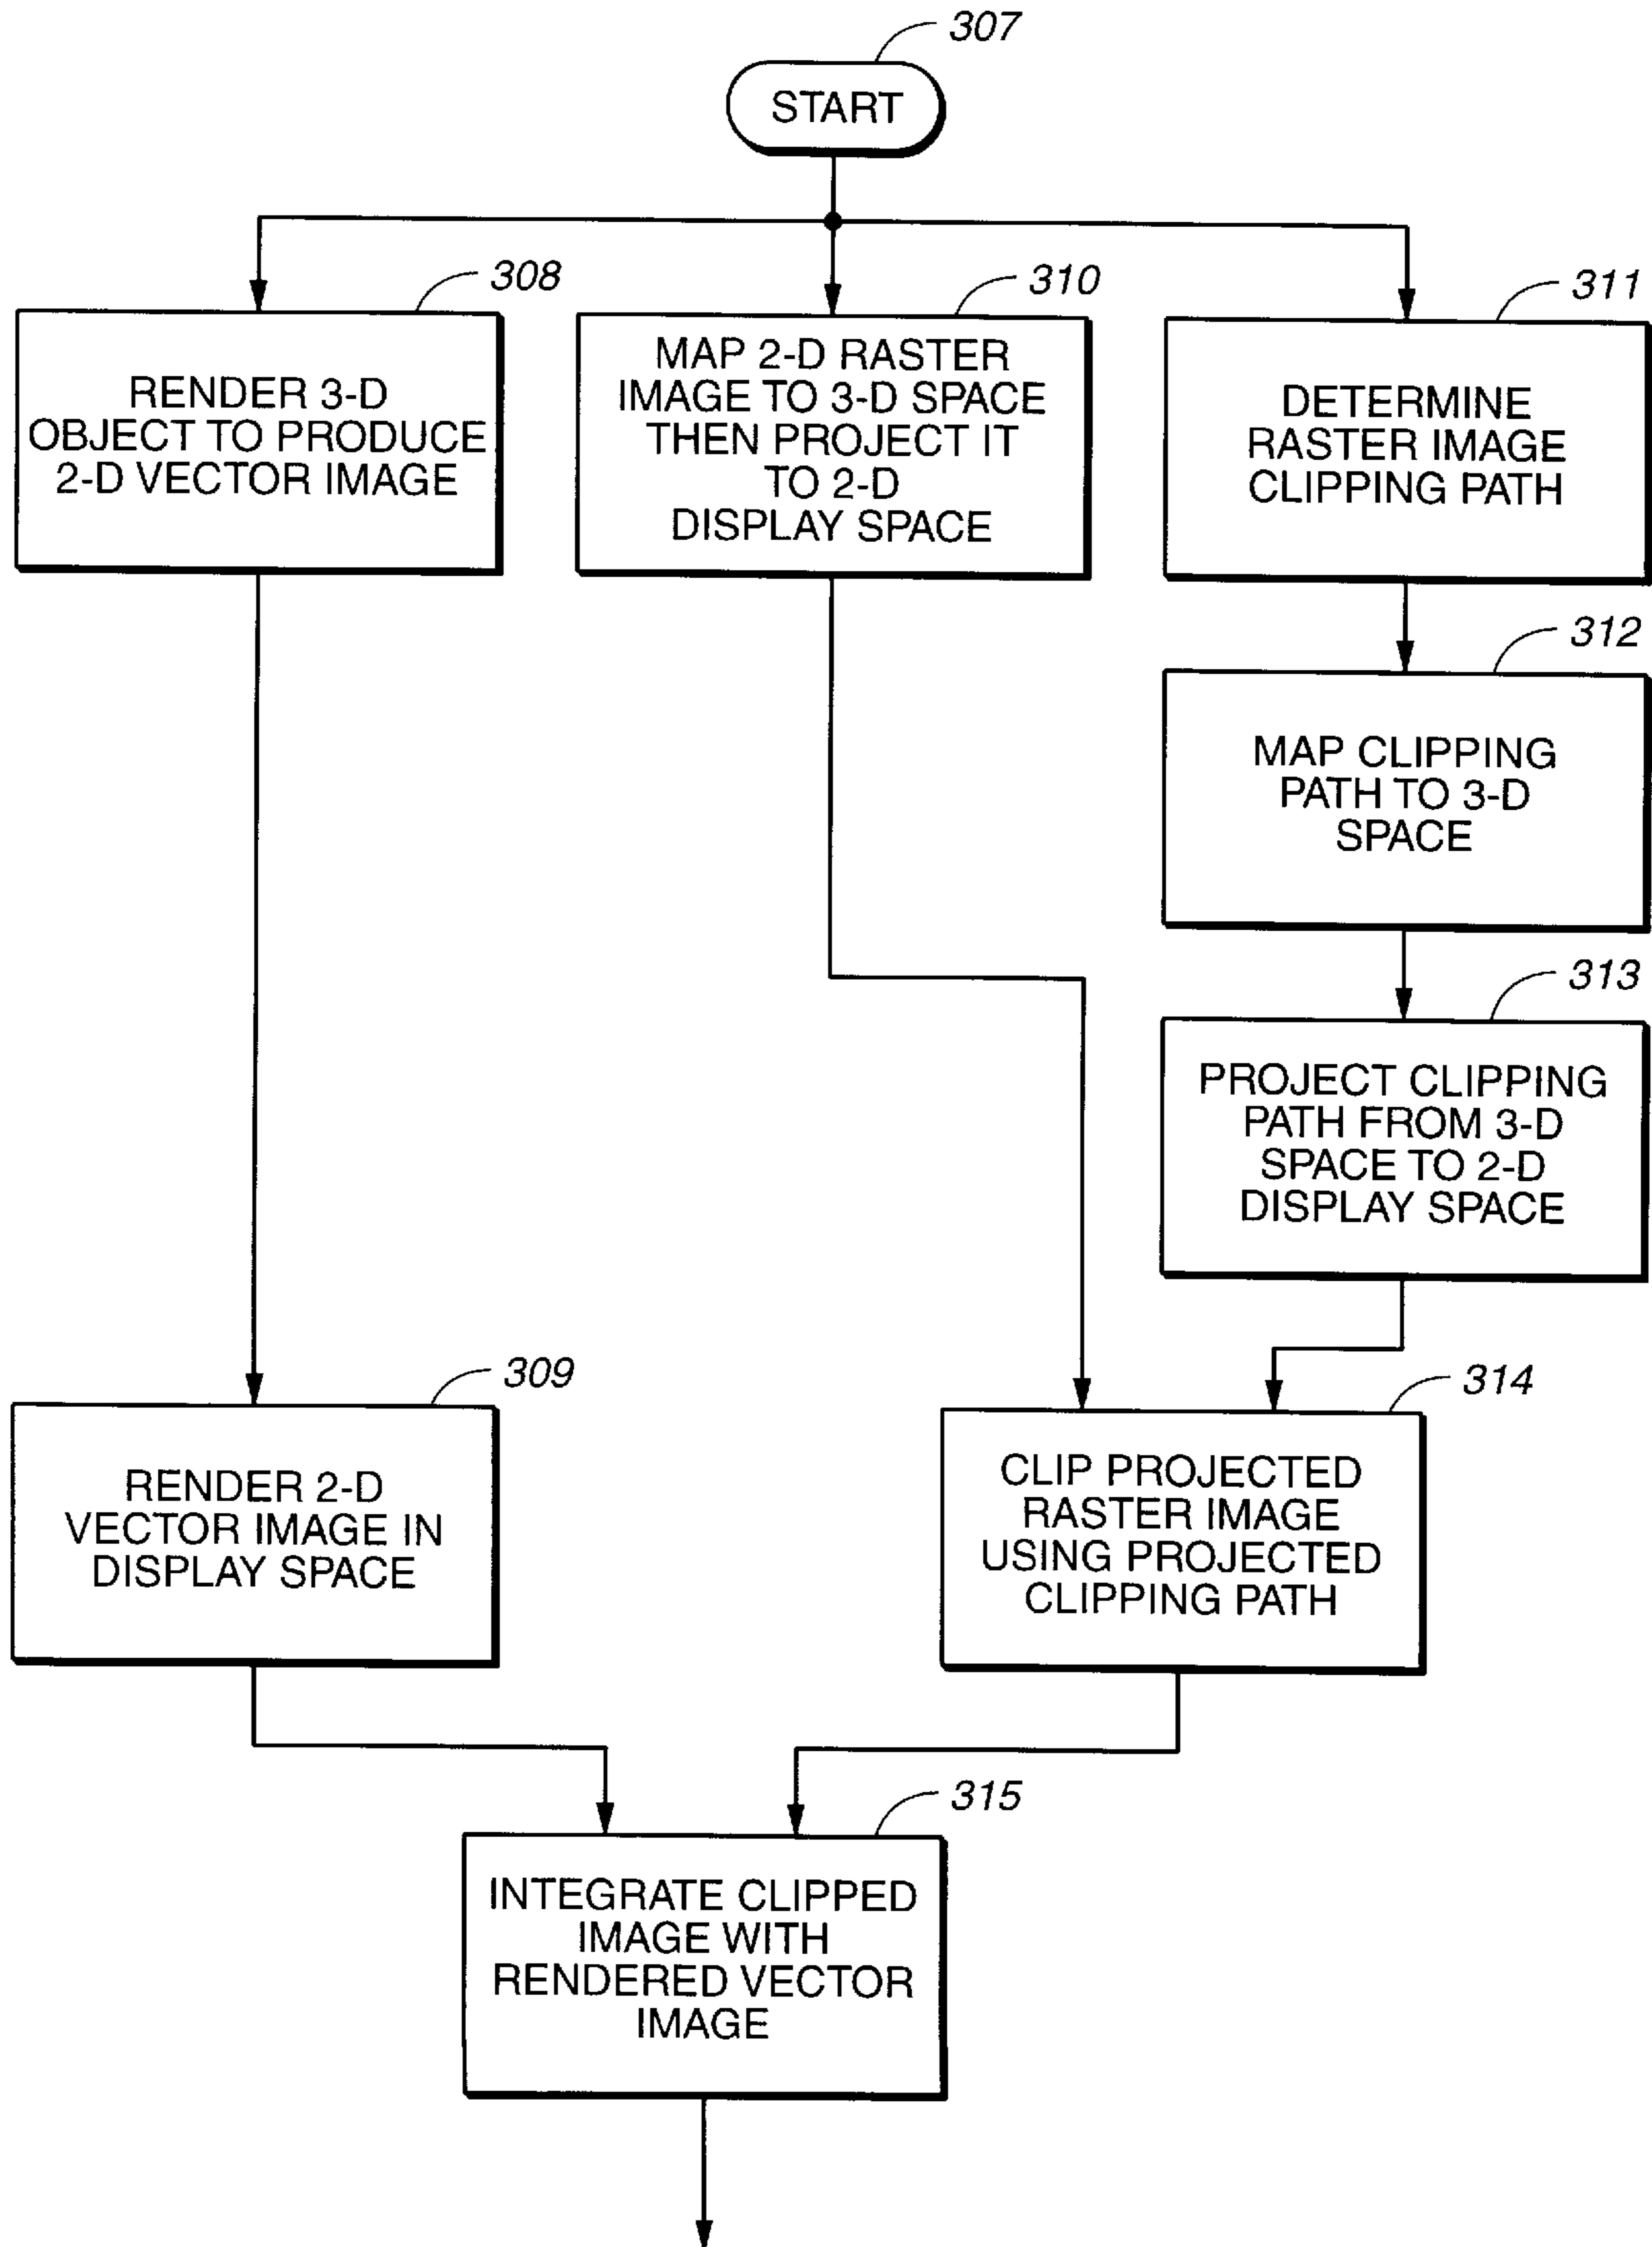 307
START
308
RENDER 3-D
OBJECT TO PRODUCE
2-D VECTOR IMAGE
310
MAP 2-D RASTER
IMAGE TO 3-D SPACE
THEN PROJECT IT
TO 2-D
DISPLAY SPACE
311
DETERMINE
RASTER IMAGE
CLIPPING PATH
312
MAP CLIPPING
PATH TO 3-D
SPACE
313
PROJECT CLIPPING
PATH FROM 3-D
SPACE TO 2-D
DISPLAY SPACE
309
RENDER 2-D
VECTOR IMAGE IN
DISPLAY SPACE
314
CLIP PROJECTED
RASTER IMAGE
USING PROJECTED
CLIPPING PATH
315
INTEGRATE CLIPPED
IMAGE WITH
RENDERED VECTOR
IMAGE